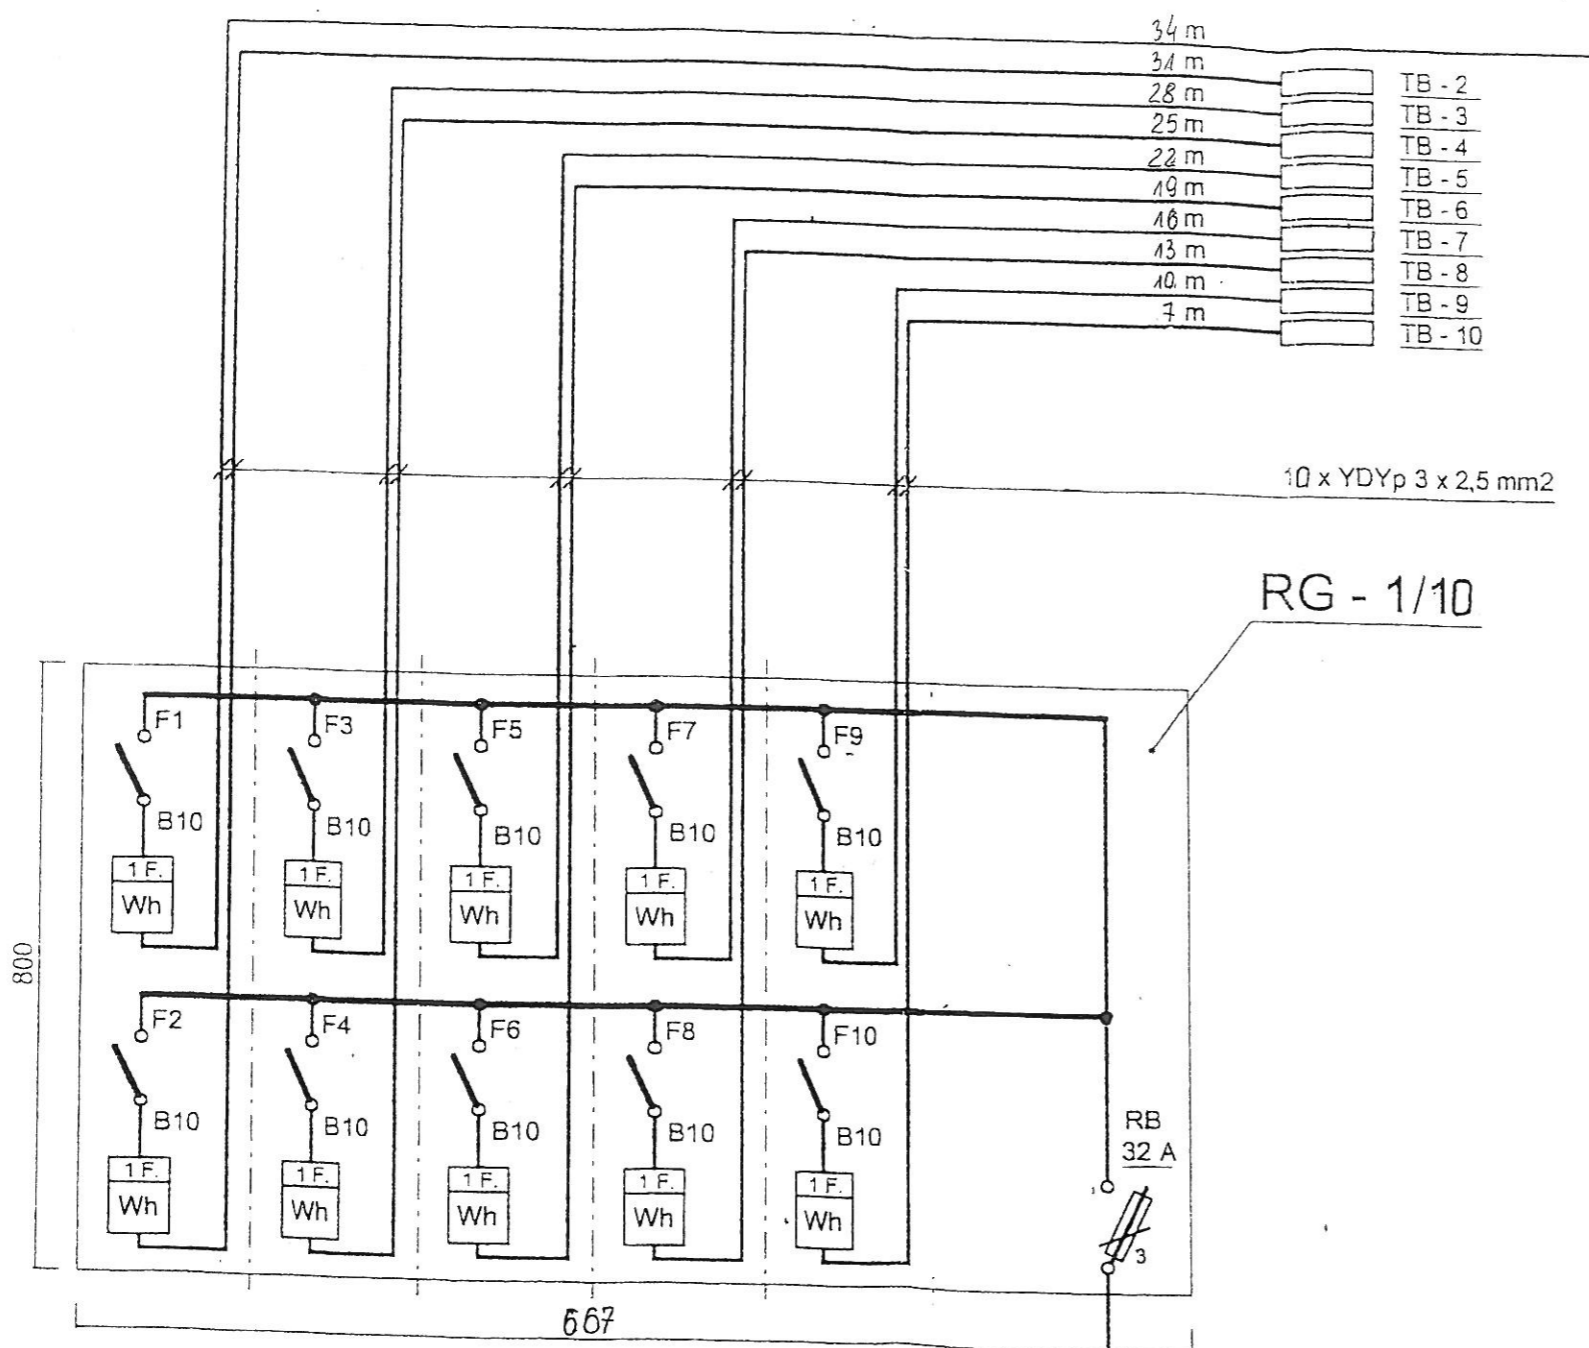 34 m
31 m
TB - 2
28 m
TB - 3
25 m
TB - 4
22 m
TB - 5
19 m
TB - 6
16 m
TB - 7
13 m
TB - 8
10 m
TB - 9
7 m
TB - 10
10 x YDYp 3 x 2,5 mm2
RG - 1/10
F1 F3 F5 F7 F9
B10 B10 B10 B10 B10
1 F. 1 F. 1 F. 1 F. 1 F.
Wh Wh Wh Wh Wh
800
F2 F4 F6 F8 F10
B10 B10 B10 B10 B10
RB
32 A
1 F. 1 F. 1 F. 1 F. 1 F.
Wh Wh Wh Wh Wh
3
667